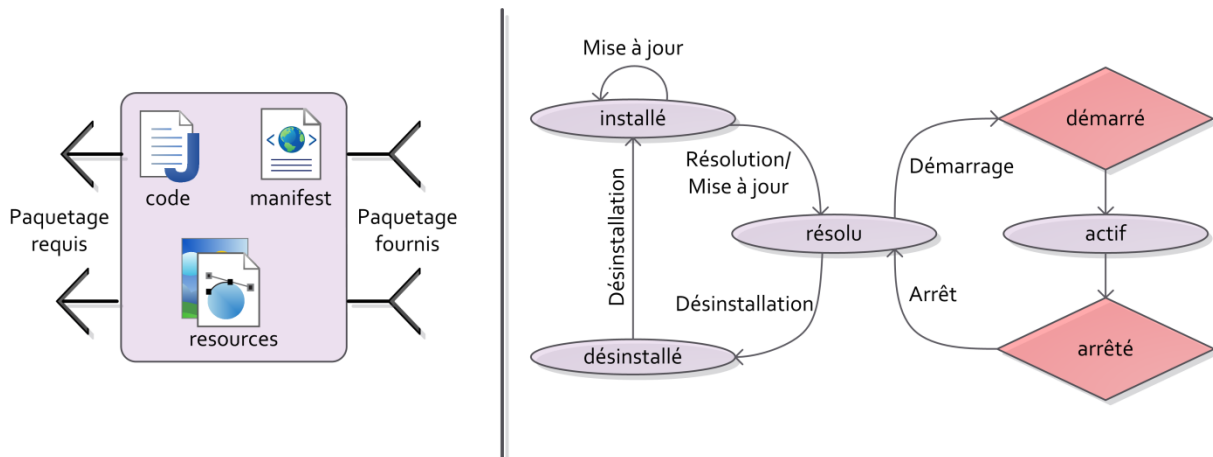 code
manifest
Paquetage
requis
Paquetage
fournis
resources
Mise à jour
installé
Résolution/
Mise à jour
Désinstallation
résolu
Désinstallation
désinstallé
démarré
Démarrage
actif
Arrêt
arrêté